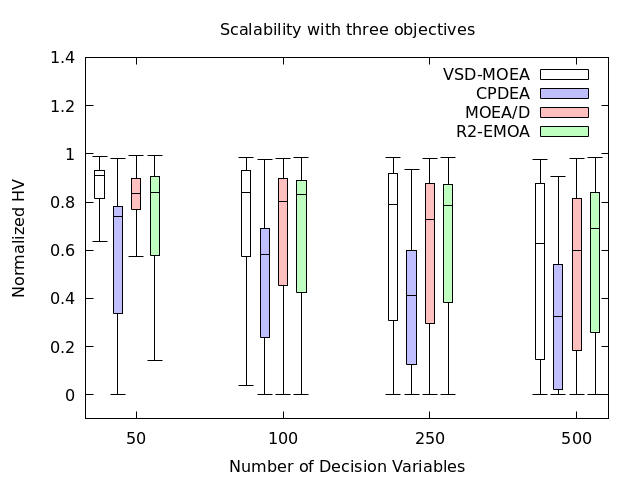 Scalability with three objectives
Normalized HV
1.4
1.2
1
0.8
0.6
0.4
0.2
0
VSD-MOEA
CPDEA
MOEA/D
R2-EMOA
50 100 250 500
Number of Decision Variables